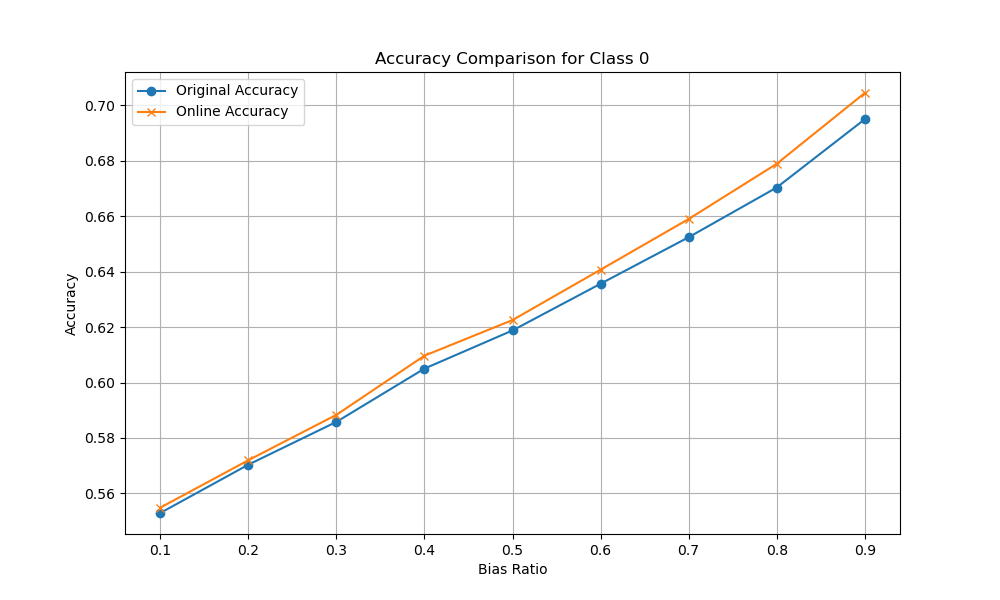 Accuracy Comparison for Class 0
Original Accuracy
Online Accuracy
Accuracy
0.70
0.68
0.66
0.64
0.62
0.60
0.58
0.56
0.1 0.2 0.3 0.4 0.5 0.6 0.7 0.8 0.9
Bias Ratio